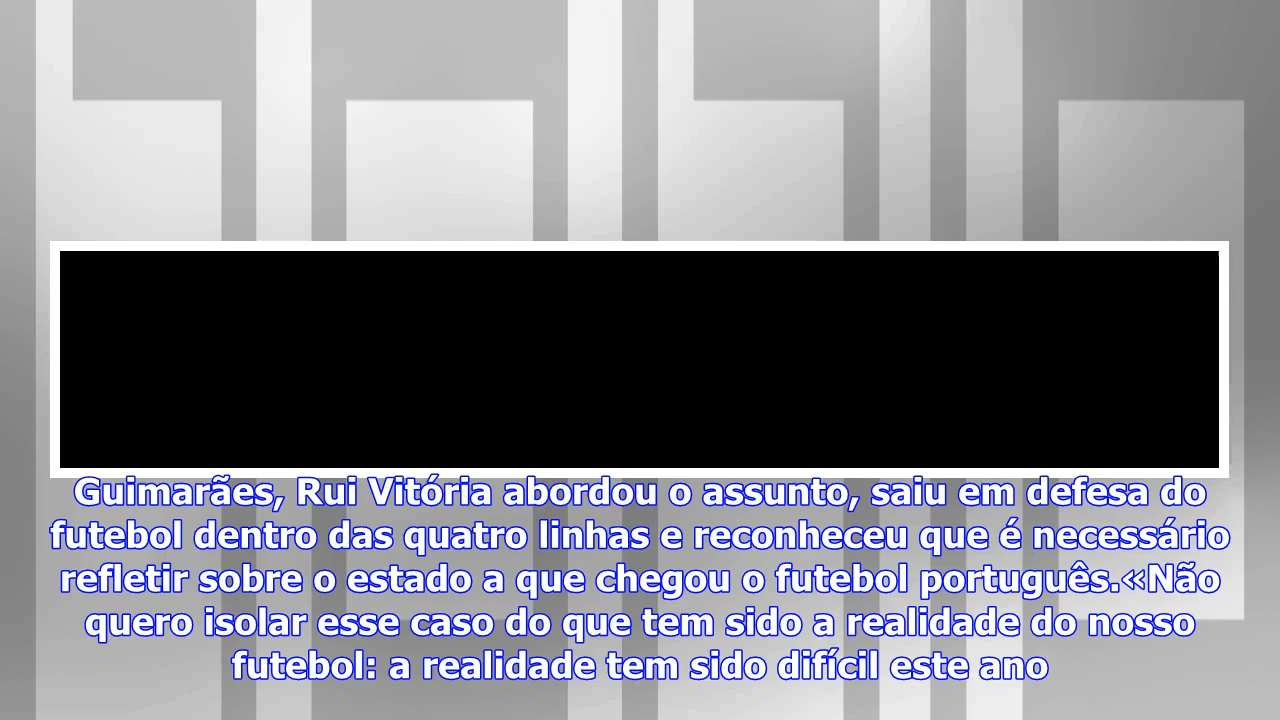 Guimarães, Rui Vitória abordou o assunto, saiu em defesa do
futebol dentro das quatro linhas e reconheceu que é necessário
refletir sobre o estado a que chegou o futebol português.«Não
quero isolar esse caso do que tem sido a realidade do nosso
futebol: a realidade tem sido difícil este ano